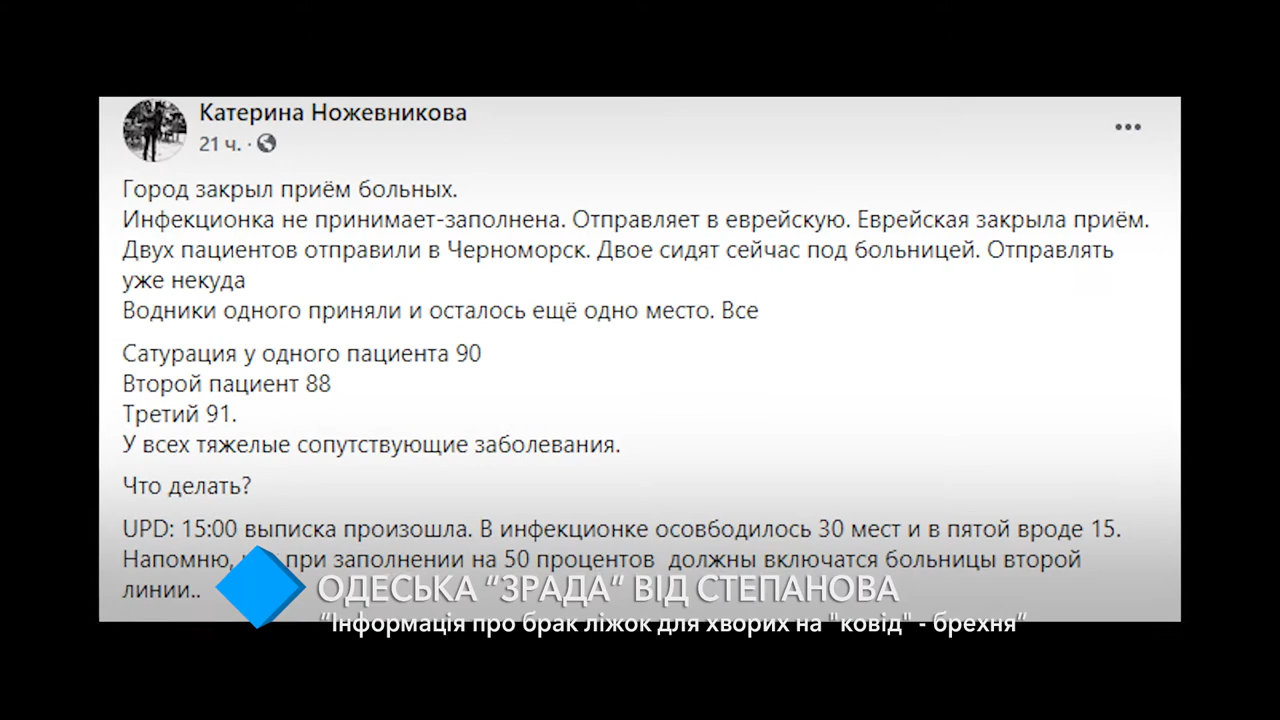 Катерина Ножевникова
21 ч. ·
Город закрыл приём больных.
Инфекционка не принимает-заполнена. Отправляет в еврейскую. Еврейская закрыла приём.
Двух пациентов отправили в Черноморск. Двое сидят сейчас под больницей. Отправлять
уже некуда
Водники одного приняли и осталось ещё одно место. Все
Сатурация у одного пациента 90
Второй пациент 88
Третий 91.
У всех тяжелые сопутствующие заболевания.
Что делать?
UPD: 15:00 выписка произошла. В инфекционке осовбодилось 30 мест и в пятой вроде 15.
Напомню, при заполнении на 50 процентов должны включатся больницы второй
линии..
ОДЕСЬКА “ЗРАДА“ ВІД СТЕПАНОВА
“Інформація про брак ліжок для хворих на "ковід" - брехня”